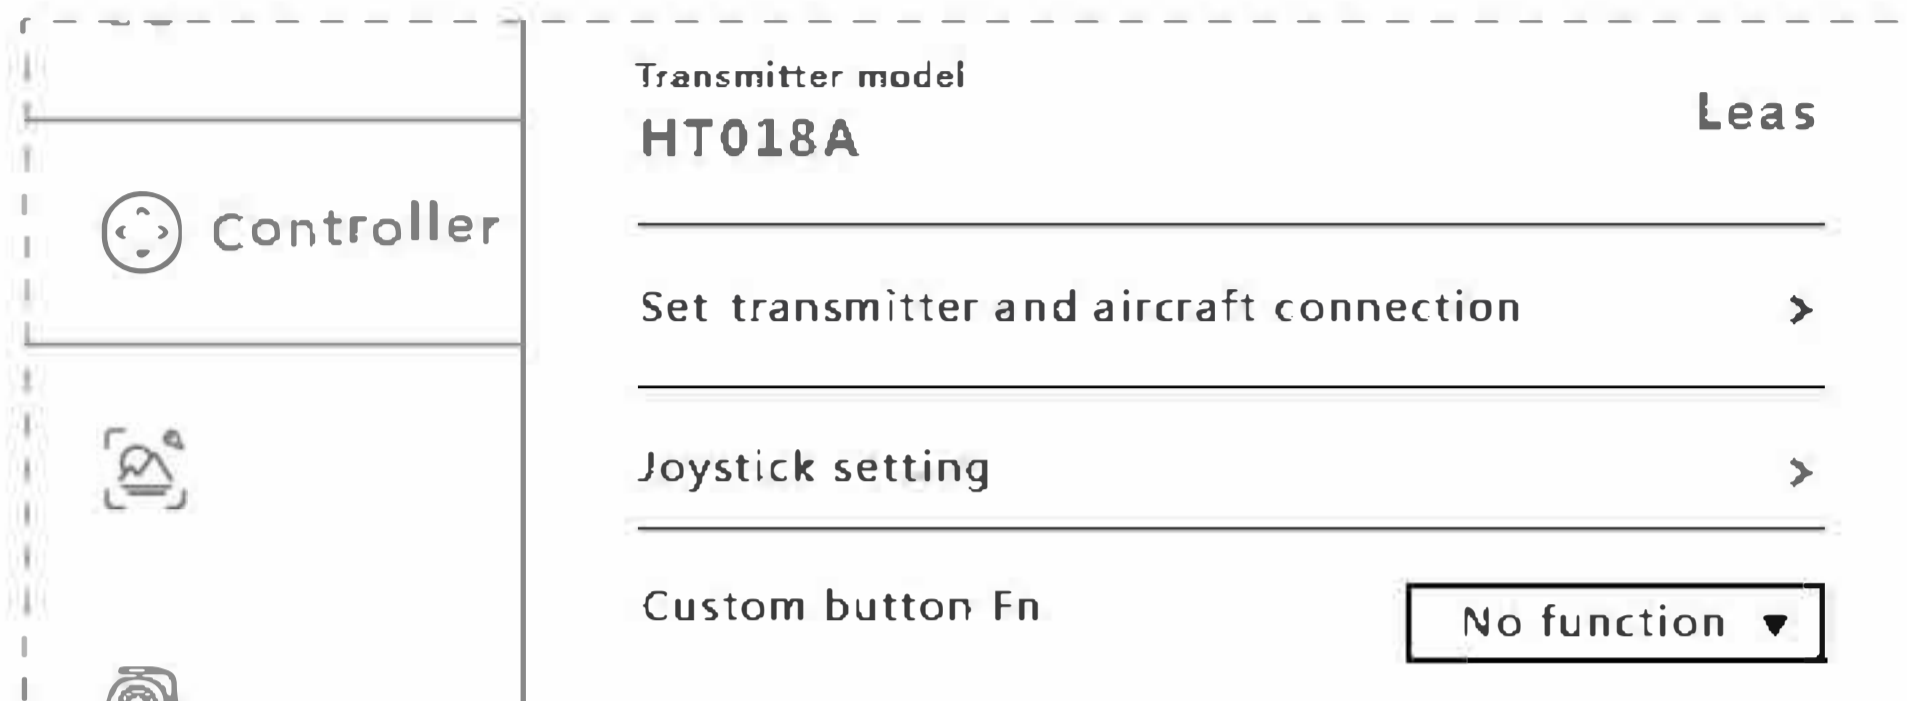 Transmitter model
HT018A
Leas
Controller
Set transmitter and aircraft connection
Joystick setting
Custom button Fn
No function